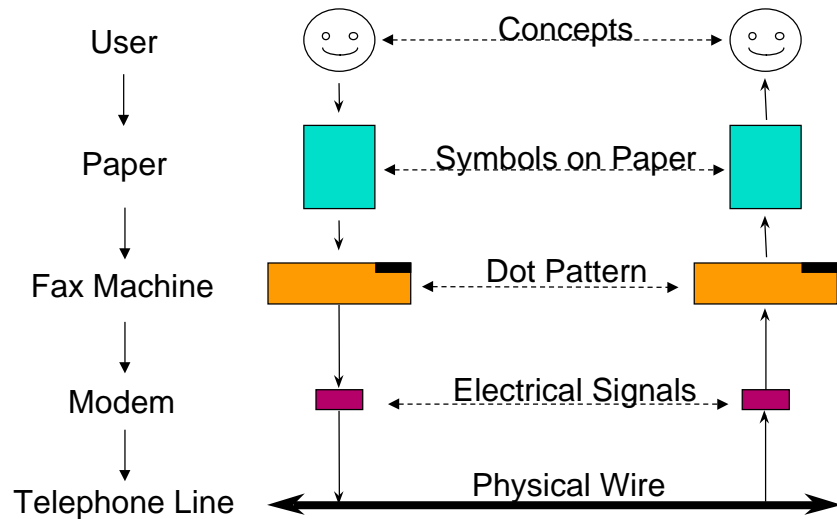 User
Concepts
Paper
Symbols on Paper
Fax Machine
Dot Pattern
Modem
Electrical Signals
Telephone Line
Physical Wire